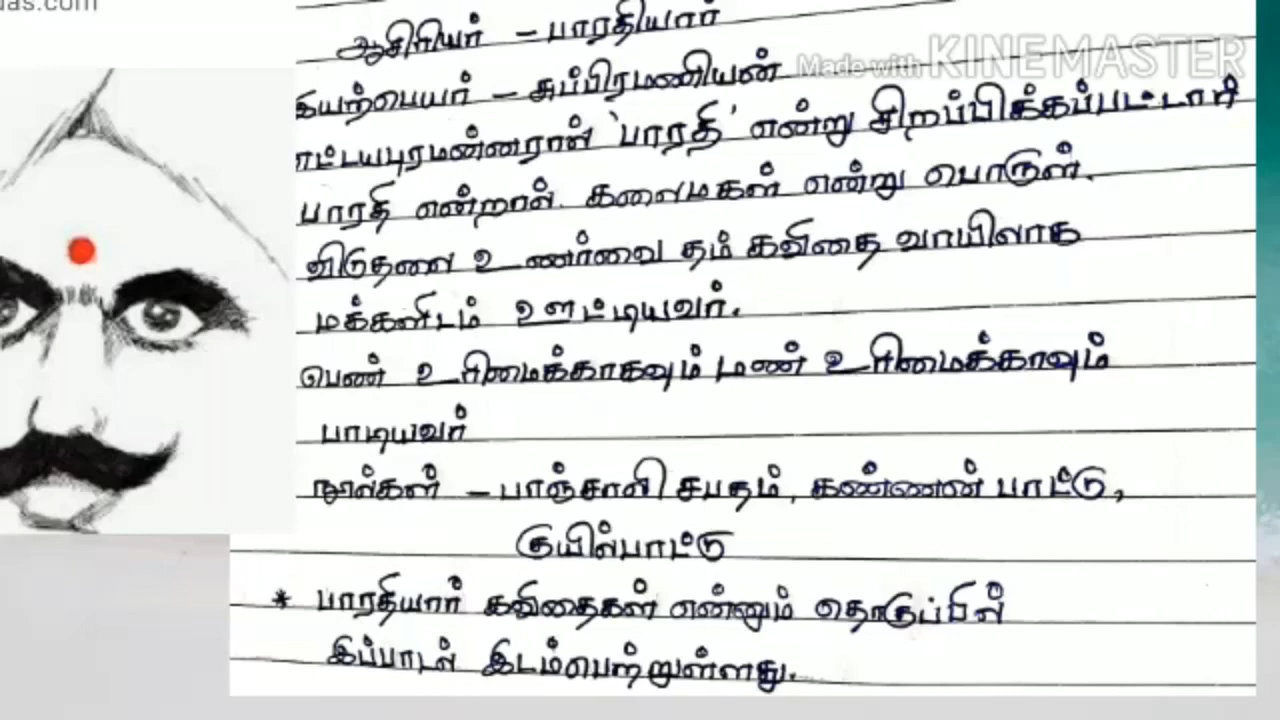 das.com
ஆசிரியர் - பாரதியார்
Made with KINEMASTER
இயற்பெயர் - சுப்பிரமணியன்
எட்டயபுரமன்னரால் 'பாரதி' என்று சிறப்பிக்கப்பட்டார்
பாரதி என்றால் கலைமகள் என்று பொருள்.
விடுதலை உணர்வை தம் கவிதை வாயிலாக
மக்களிடம் ஊட்டியவர்.
பெண் உரிமைக்காகவும் மண் உரிமைக்காவும்
பாடியவர்
நூல்கள் - பாஞ்சாலி சபதம், கண்ணன் பாட்டு,
குயில்பாட்டு
* பாரதியார் கவிதைகள் என்னும் தொகுப்பில்
இப்பாடல் இடம்பெற்றுள்ளது.